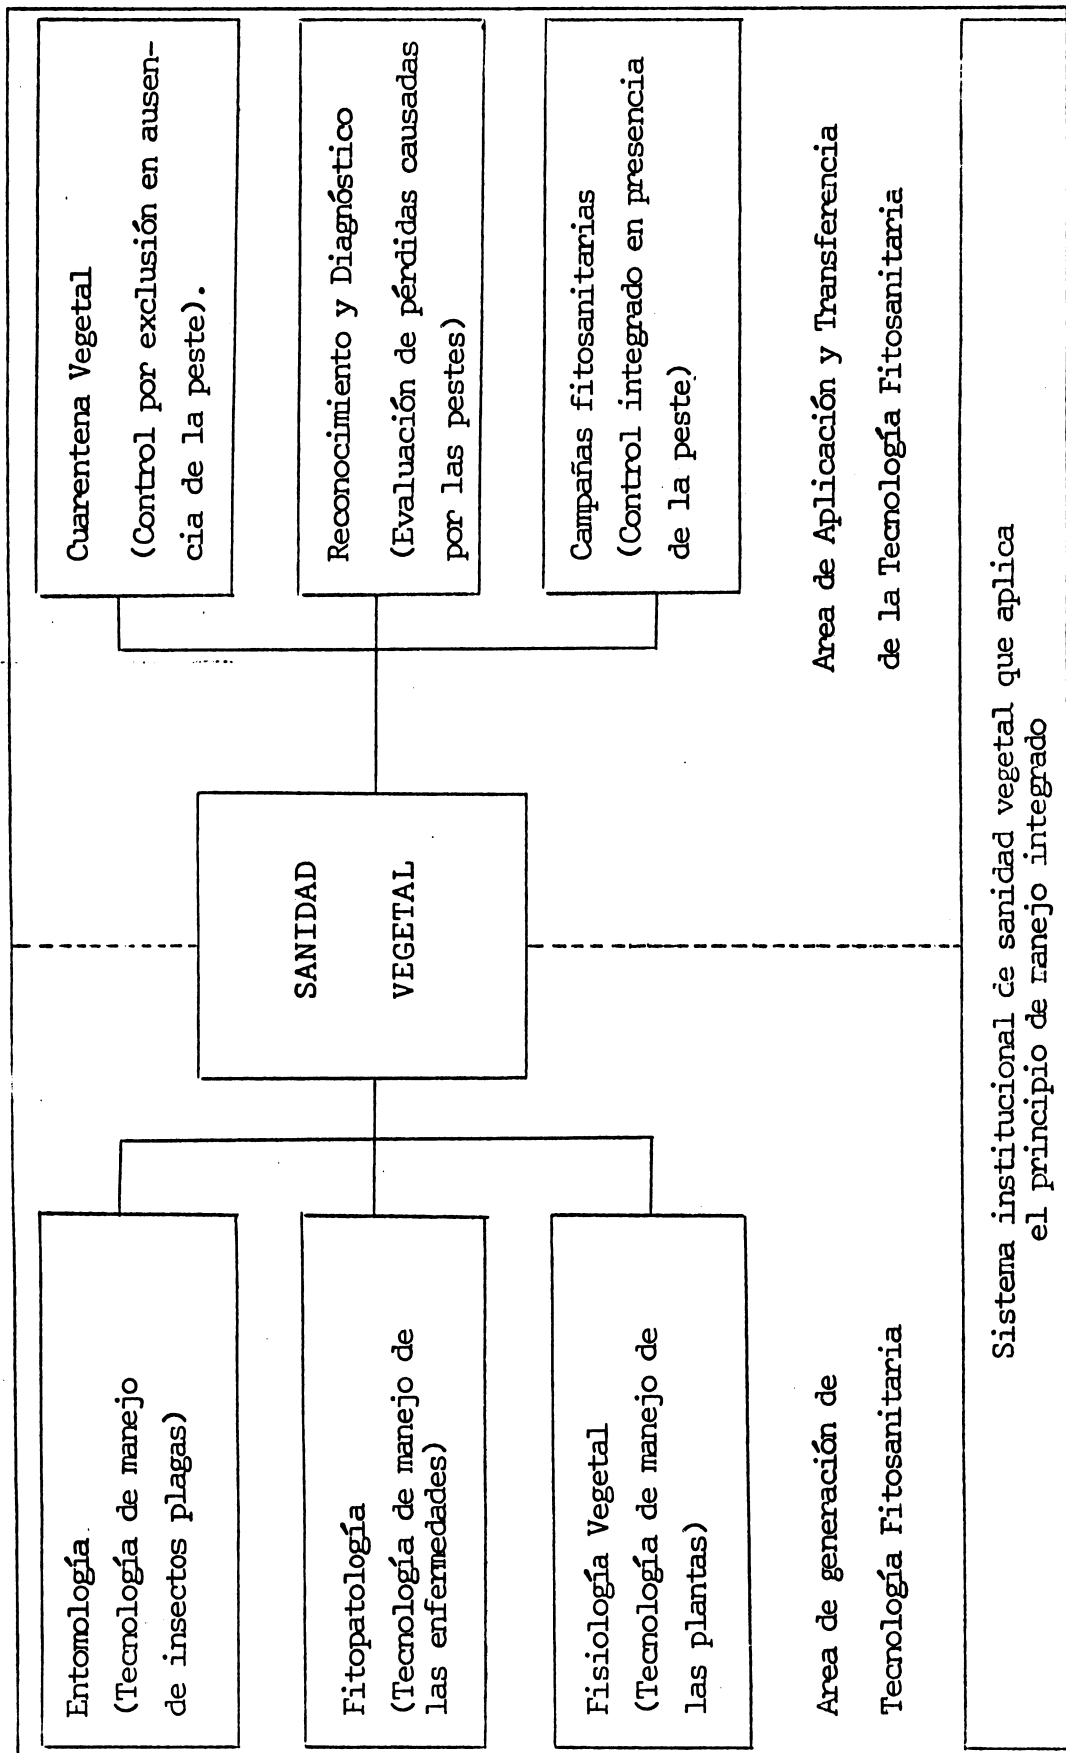 Entomología
(Tecnología de manejo
de insectos plagas)
Fitopatología
(Tecnología de manejo de
las enfermedades)
Fisiología Vegetal
(Tecnología de manejo de
las plantas)
Area de generación de
Tecnología Fitosanitaria
SANIDAD
VEGETAL
Cuarentena Vegetal
(Control por exclusión en ausen-
cia de la peste).
Reconocimiento y Diagnóstico
(Evaluación de pérdidas causadas
por las pestes)
Campañas fitosanitarias
(Control integrado en presencia
de la peste)
Area de Aplicación y Transferencia
de la Tecnología Fitosanitaria
Sistema institucional de sanidad vegetal que aplica
el principio de manejo integrado